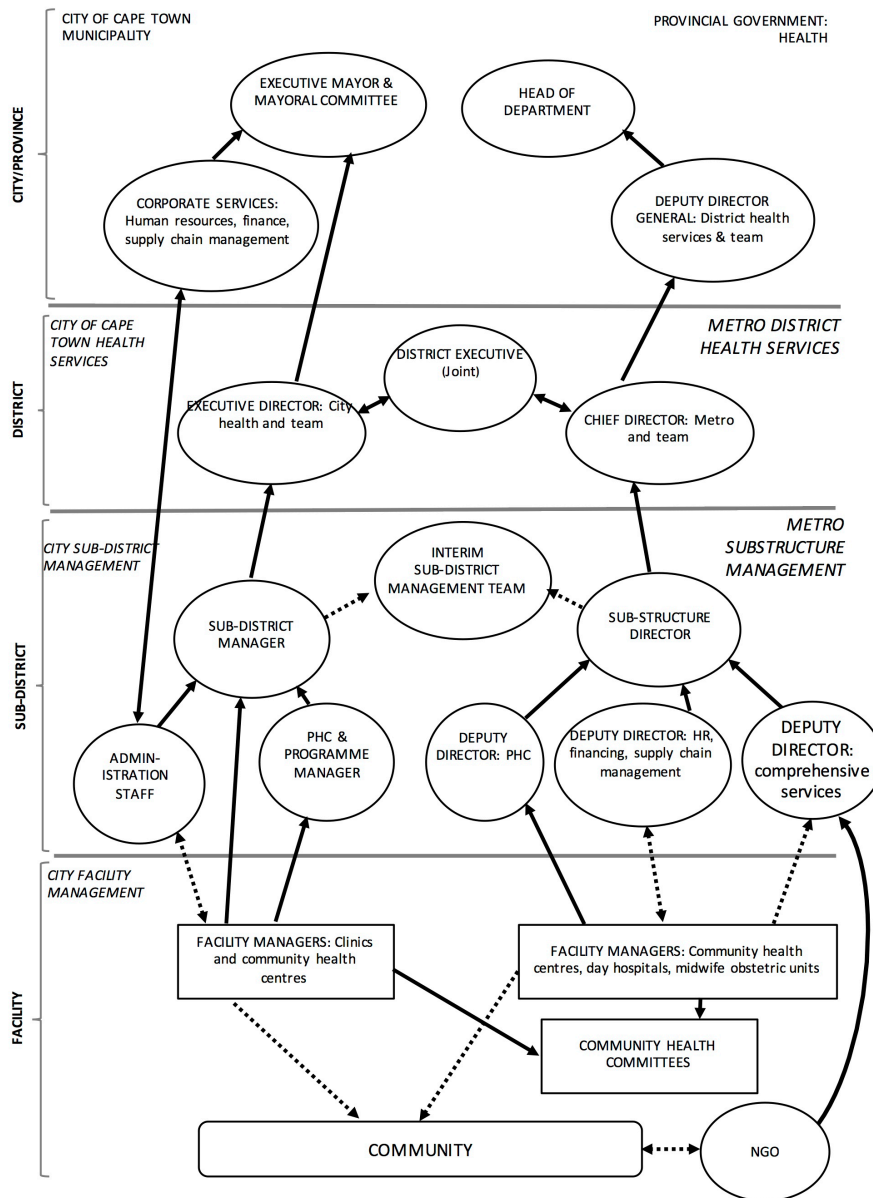 CITY OF CAPE TOWN
MUNICIPALITY
PROVINCIAL GOVERNMENT:
HEALTH
CITY/PROVINCE
EXECUTIVE MAYOR &
MAYORAL COMMITTEE
HEAD OF
DEPARTMENT
CORPORATE SERVICES:
Human resources, finance,
supply chain management
DEPUTY DIRECTOR
GENERAL: District health
services & team
CITY OF CAPE
TOWN HEALTH
SERVICES
METRO DISTRICT
HEALTH SERVICES
DISTRICT
DISTRICT EXECUTIVE
(Joint)
EXECUTIVE DIRECTOR: City
health and team
CHIEF DIRECTOR: Metro
and team
CITY SUB-DISTRICT
MANAGEMENT
METRO
SUBSTRUCTURE
MANAGEMENT
SUB-DISTRICT
INTERIM
SUB-DISTRICT
MANAGEMENT TEAM
SUB-DISTRICT
MANAGER
SUB-STRUCTURE
DIRECTOR
ADMIN-
ISTRATION
STAFF
PHC &
PROGRAMME
MANAGER
DEPUTY
DIRECTOR: PHC
DEPUTY DIRECTOR: HR,
financing, supply chain
management
DEPUTY
DIRECTOR:
comprehensive
services
CITY FACILITY
MANAGEMENT
FACILITY
FACILITY MANAGERS: Clinics
and community health
centres
FACILITY MANAGERS: Community health
centres, day hospitals, midwife obstetric units
COMMUNITY HEALTH
COMMITTEES
COMMUNITY
NGO